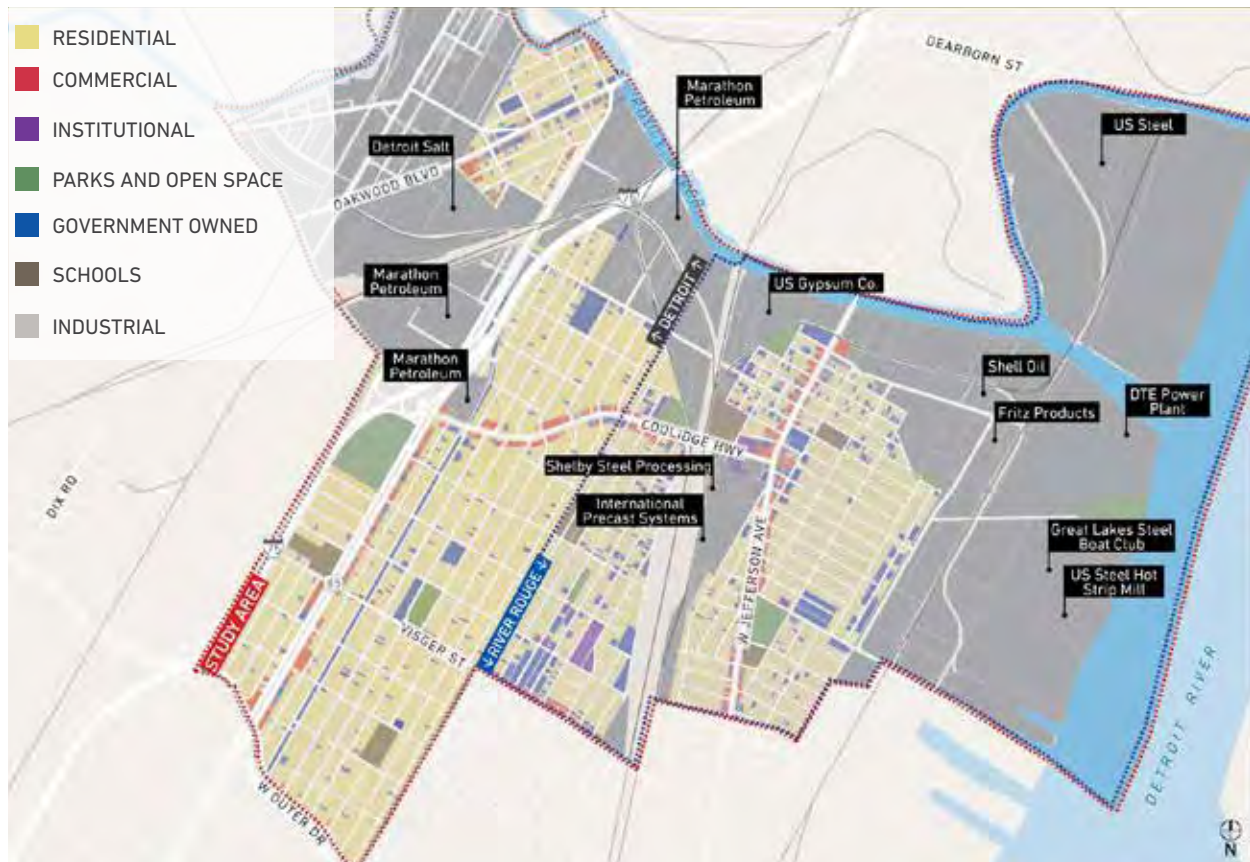 RESIDENTIAL
COMMERCIAL
INSTITUTIONAL
PARKS AND OPEN SPACE
GOVERNMENT OWNED
SCHOOLS
INDUSTRIAL
DEARBORN ST
Marathon
Petroleum
US Steel
Detroit Salt
OAKWOOD BLVD
Marathon
Petroleum
DETROIT
US Gypsum Co.
Marathon
Petroleum
Shell Oil
Fritz Products
DTE Power
Plant
COOLIDGE HWY
Shelby Steel Processing
International
Precast Systems
DIX RD
W JEFFERSON AVE
Great Lakes Steel
Boat Club
US Steel Hot
Strip Mill
STUDY AREA
RIVER ROUGE
VISGER ST
W OUTER DR
DETROIT RIVER
N